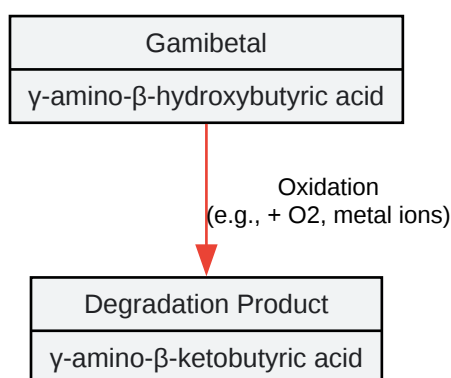 Gamibetal
γ-amino-β-hydroxybutyric acid
Oxidation
(e.g., + O2, metal ions)
Degradation Product
γ-amino-β-ketobutyric acid